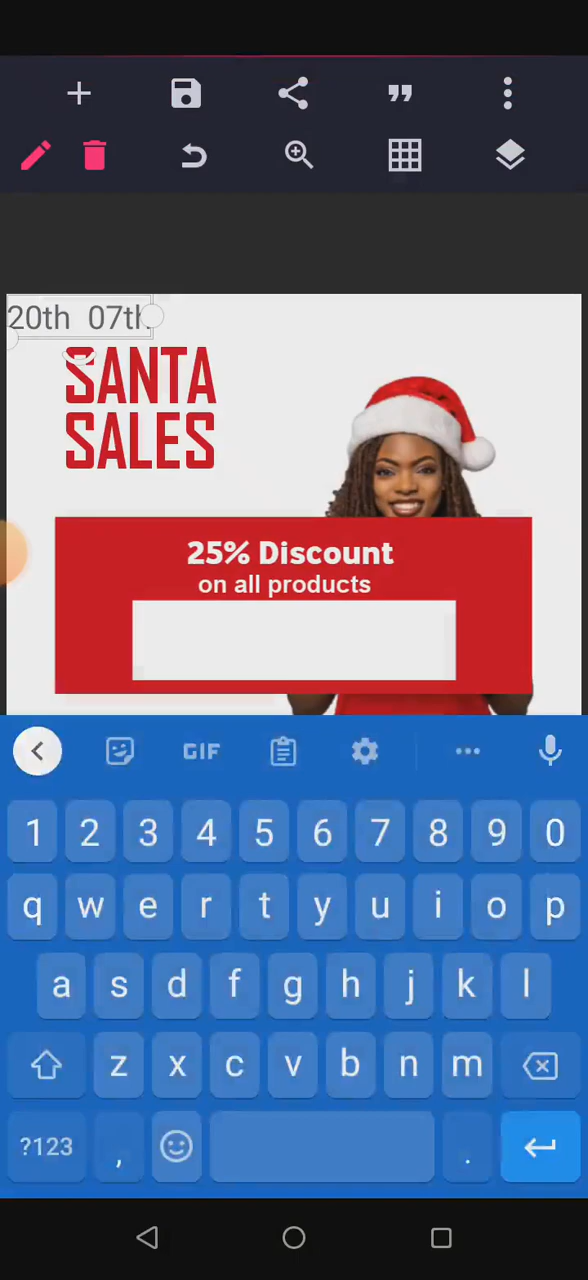 20th  07th
SANTA
SALES
25% Discount
on all products
GIF
1 2 3 4 5 6 7 8 9 0
q w e r t y u i o p
a s d f g h j k l
z x c v b n m
?123 , .